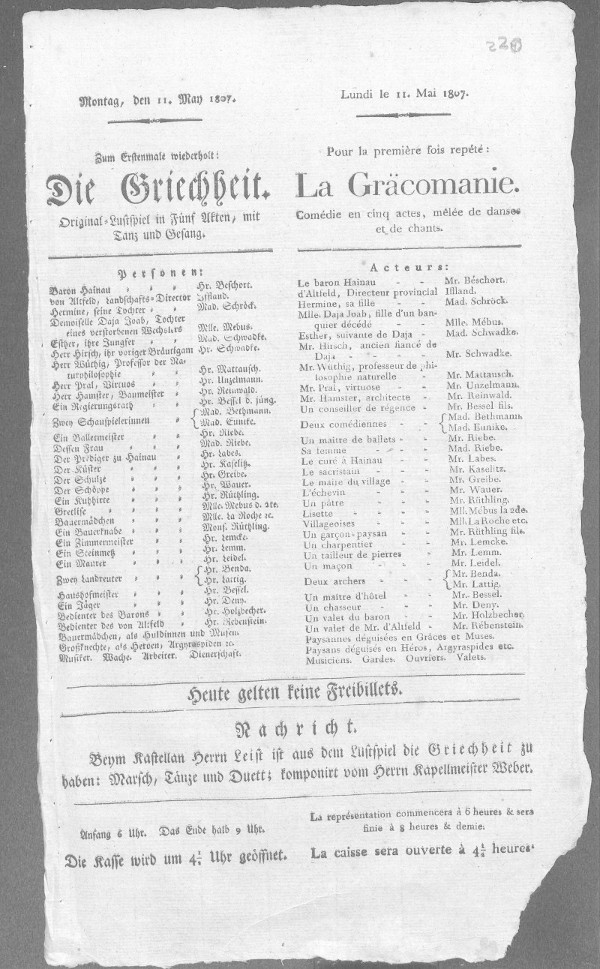 220
Montag, den 11. May 1807.
Zum Erstenmale wiederholt:
Die Griechheit.
Original-Lustspiel in Fünf Akten, mit
Tanz und Gesang.
Personen:
Baron Hainau - - - Hr. Beschort.
von Altfeld, Landschafts-Director Iffland.
Hermine, seine Tochter - - Mad. Schröck.
Demoiselle Daja Joab, Tochter
eines verstorbenen Wechslers Mlle. Mebus.
Esther, ihre Jungfer - - Mad. Schwadke.
Herr Hirsch, ihr voriger Bräutigam Hr. Schwadke.
Herr Wüthig, Professor der Na-
turphilosophie - - Hr. Mattausch.
Herr Pral, Virtuos - - Hr. Unzelmann.
Herr Hamster, Baumeister - - Hr. Reinwald.
Ein Regierungsrath - - Hr. Bessel d. jüng.
Zwey Schauspielerinnen - { Mad. Bethmann.
Mad. Eunike.
Ein Ballermeister - - Hr. Riebe.
Dessen Frau - - - Mad. Riebe.
Der Prediger zu Hainau - - Hr. Labes.
Der Küster - - - Hr. Kaselitz.
Der Schulze - - - Hr. Greibe.
Der Schöppe - - - Hr. Wauer.
Ein Kuhhirte - - - Hr. Rüthling.
Grellse - - - Mlle. Mebus d. 2te.
Bauermädchen - - - Mlle. La Roche ꝛc.
Ein Bauerknabe - - - Mons. Rüthling.
Ein Zimmermeister - - - Hr. Lemcke.
Ein Steinmetz - - - Hr. Lemm.
Ein Maurer - - - Hr. Leidel.
Zwey Landreuter - - { Hr. Benda.
Hr. Lattig.
Haushofmeister - - - Hr. Bessel.
Ein Jäger - - - Hr. Deny.
Bedienter des Barons - - Hr. Holzbecher.
Bedienter des von Altfeld - Hr. Rebenstein.
Bauermädchen, als Huldinnen und Musen.
Großknechte, als Heroen, Argyraspiden ꝛc.
Musiker. Wache. Arbeiter. Dienerschaft.
Lundi le 11. Mai 1807.
Pour la première fois repété:
La Gräcomanie.
Comédie en cinq actes, mêlée de danses
et de chants.
Acteurs:
Le baron Hainau - - Mr. Béschort.
d'Altfeld, Directeur provincial Iffland.
Hermine, sa fille - - Mad. Schröck.
Mlle. Daja Joab, fille d'un ban-
quier décédé - - Mlle. Mébus.
Esther, suivante de Daja - - Mad. Schwadke.
Mr. Hirsch, ancien fiancé de
Daja - - - - Mr. Schwadke.
Mr. Wuthig, professeur de phi-
losophie naturelle - - Mr. Mattausch.
Mr. Pral, virtuose - - Mr. Unzelmann.
Mr. Hamster, architecte - - Mr. Reinwald.
Un conseiller de régence - - Mr. Bessel fils.
Deux comédiennes - - { Mad. Bethmann.
Mad. Eunike.
Un maitre de ballets - - Mr. Riebe.
Sa femme - - - Mad. Riebe.
Le curé à Hainau - - Mr. Labes.
Le sacristain - - - Mr. Kaselitz.
Le maire du village - - Mr. Greibe.
L'échevin - - - Mr. Wauer.
Un pâtre - - - Mr. Rüthling.
Lisette - - - Mll. Mébus la 2de.
Villageoises - - - Mll. La Roche etc.
Un garçon-paysan - - Mr. Rüthling fils.
Un charpentier - - Mr. Lemcke.
Un tailleur de pierres - - Mr. Lemm.
Un maçon - - - Mr. Leidel.
Deux archers - - { Mr. Benda.
Mr. Lattig.
Un maître d'hôtel - - Mr. Bessel.
Un chasseur - - - Mr. Deny.
Un valet du baron - - Mr. Holzbecher.
Un valet de Mr. d'Altfeld - Mr. Rébenstein.
Paysannes déguisées en Grâces et Muses.
Paysans déguisés en Héros, Argyraspides etc.
Musiciens. Gardes. Ouvriers. Valets.
Heute gelten keine Freibillets.
Nachricht.
Beym Kastellan Herrn Leist ist aus dem Lustspiel die Griechheit zu
haben: Marsch, Tänze und Duett; komponirt vom Herrn Kapellmeister Weber.
Anfang 6 Uhr. Das Ende halb 9 Uhr.
Die Kasse wird um 4½ Uhr geöffnet.
La représentation commencera à 6 heures & sera
finie à 8 heures & demie.
La caisse sera ouverte à 4½ heures.